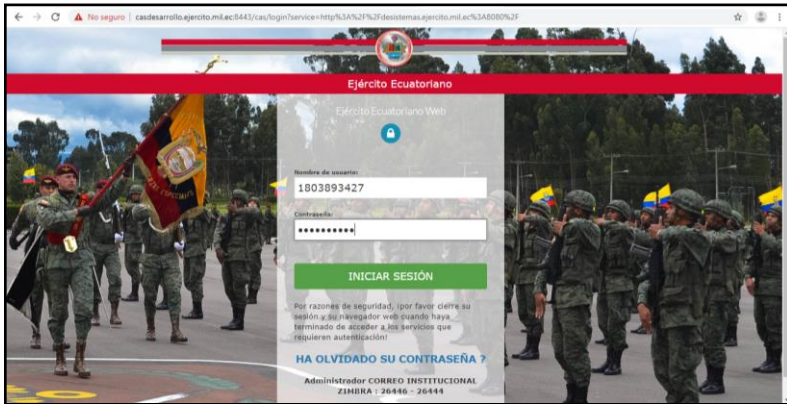 No seguro
casdesarrollo.ejercito.mil.ec:8443/cas/login?service=http%3A%2F%2Fdesistemas.ejercito.mil.ec%3A8080%2F
Ejército Ecuatoriano
Ejército Ecuatoriano Web
Nombre de usuario:
1803893427
Contraseña:
••••••••••
INICIAR SESIÓN
Por razones de seguridad, ¡por favor cierre su
sesión y su navegador web cuando haya
terminado de acceder a los servicios que
requieren autenticación!
HA OLVIDADO SU CONTRASEÑA ?
Administrador CORREO INSTITUCIONAL
ZIMBRA : 26446 - 26444